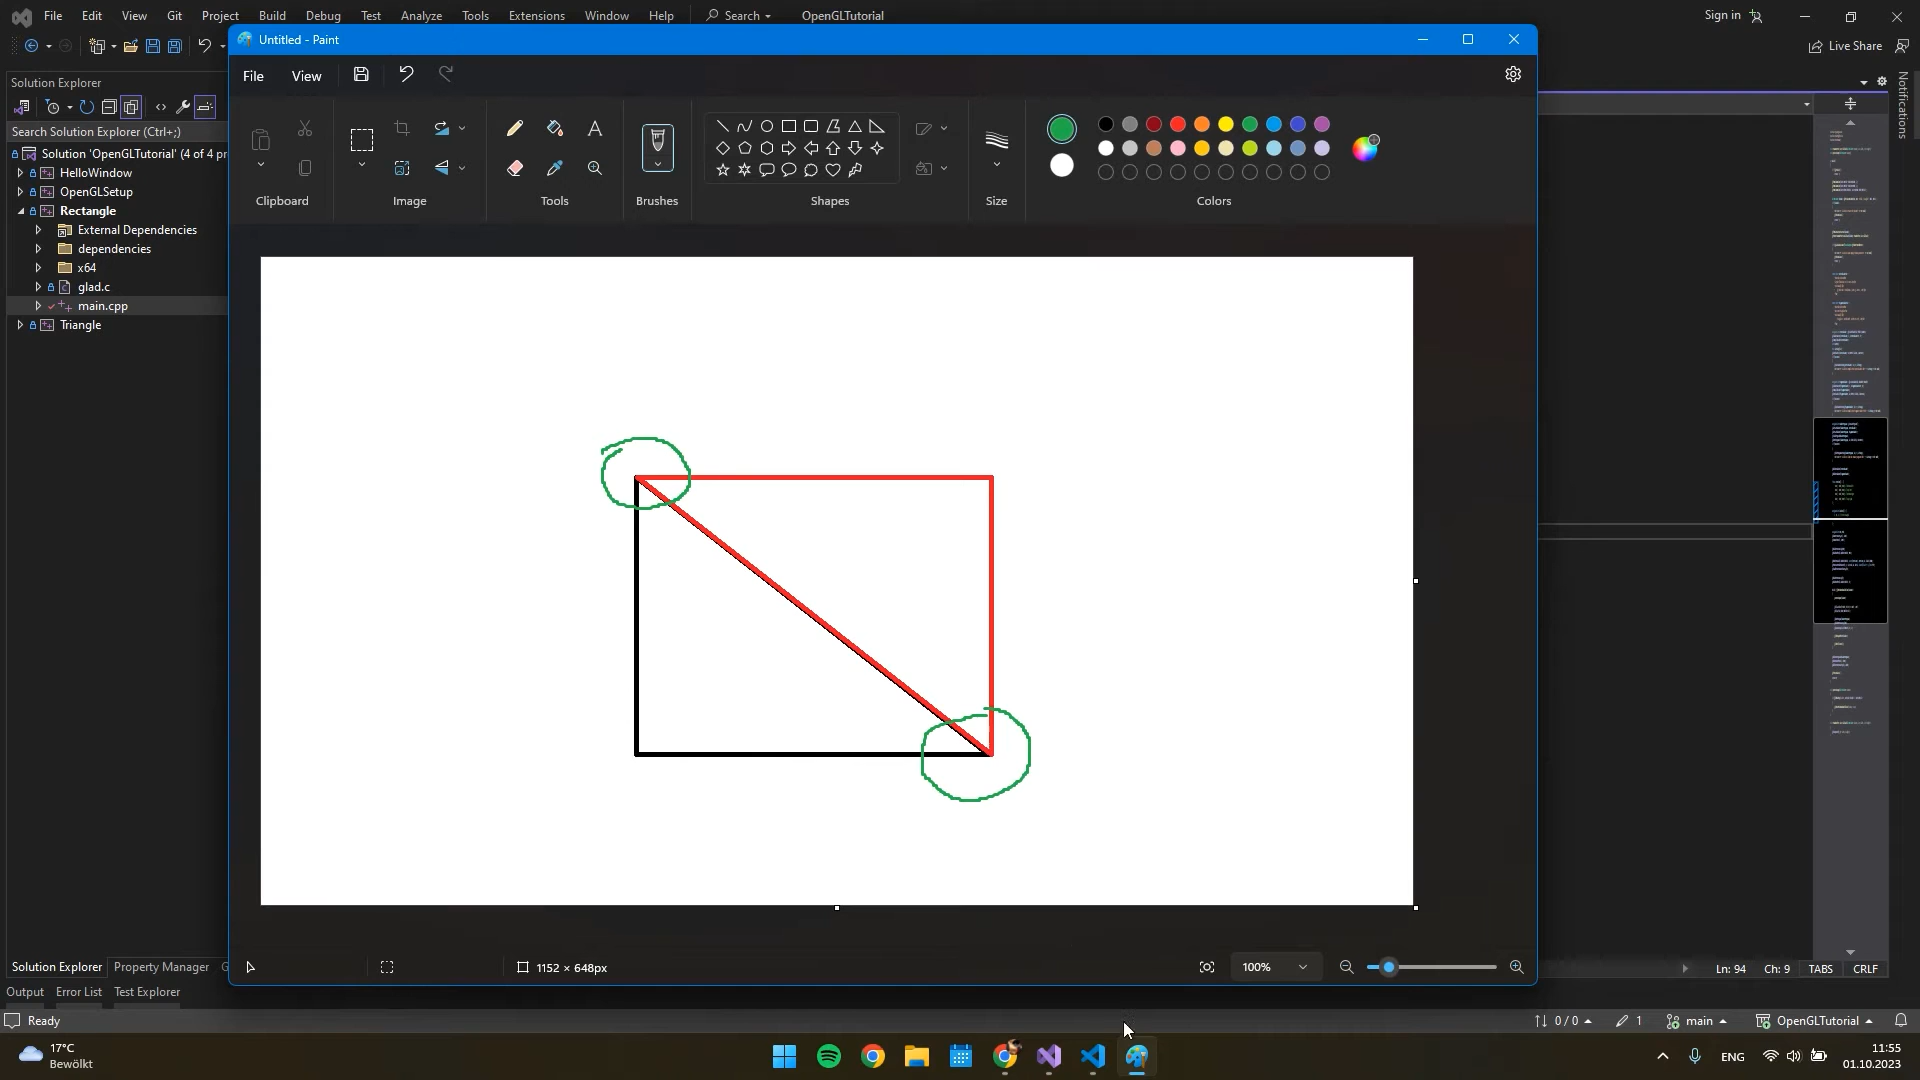 File Edit View Git Project Build Debug Test Analyze Tools Extensions Window Help Search OpenGLTutorial Sign in
Untitled - Paint
Live Share
File View
Solution Explorer
Notifications
Search Solution Explorer (Ctrl+;)
Solution 'OpenGLTutorial' (4 of 4 pr
HelloWindow
OpenGLSetup
Rectangle
External Dependencies
dependencies
x64
glad.c
main.cpp
Triangle
Clipboard Image Tools Brushes Shapes Size Colors
1152 × 648px 100%
Solution Explorer Property Manager G
Ln: 94 Ch: 9 TABS CRLF
Output Error List Test Explorer
Ready 0 / 0 1 main OpenGLTutorial
17°C
Bewölkt
ENG
11:55
01.10.2023